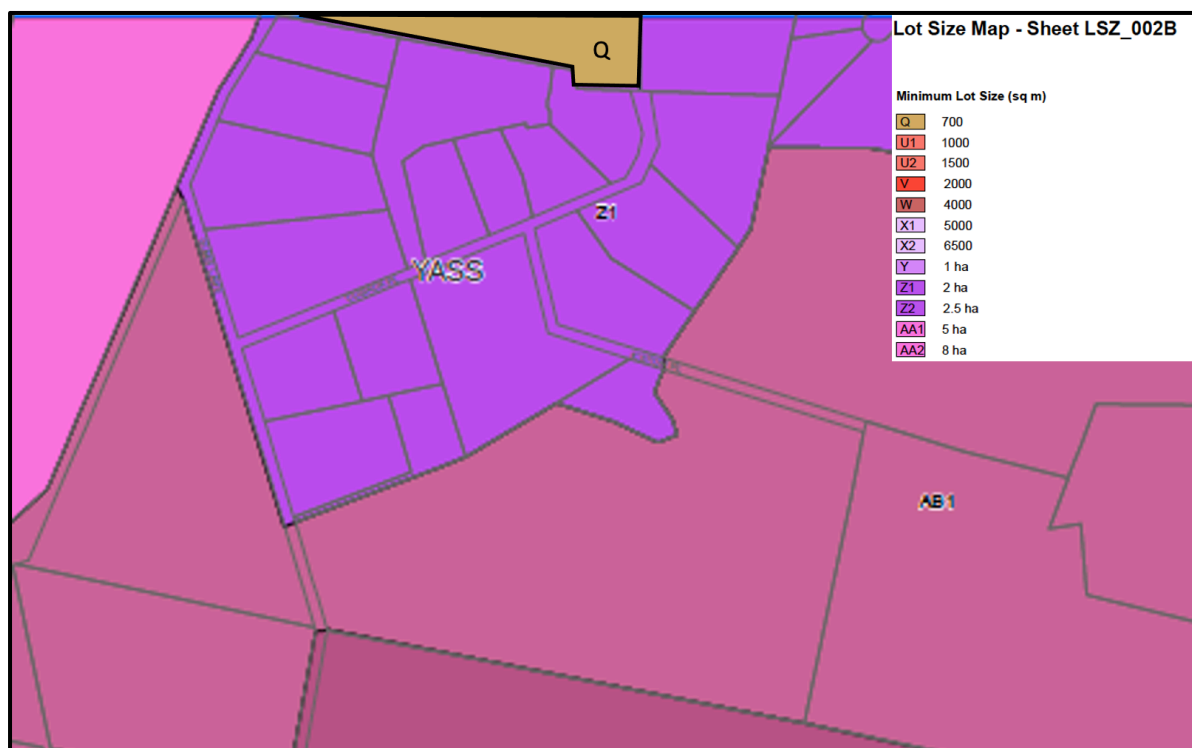 Q
Lot Size Map - Sheet LSZ_002B
Minimum Lot Size (sq m)
Q 700
U1 1000
U2 1500
V 2000
W 4000
X1 5000
X2 6500
Y 1 ha
Z1 2 ha
Z2 2.5 ha
AA1 5 ha
AA2 8 ha
Z1
YASS
AB1